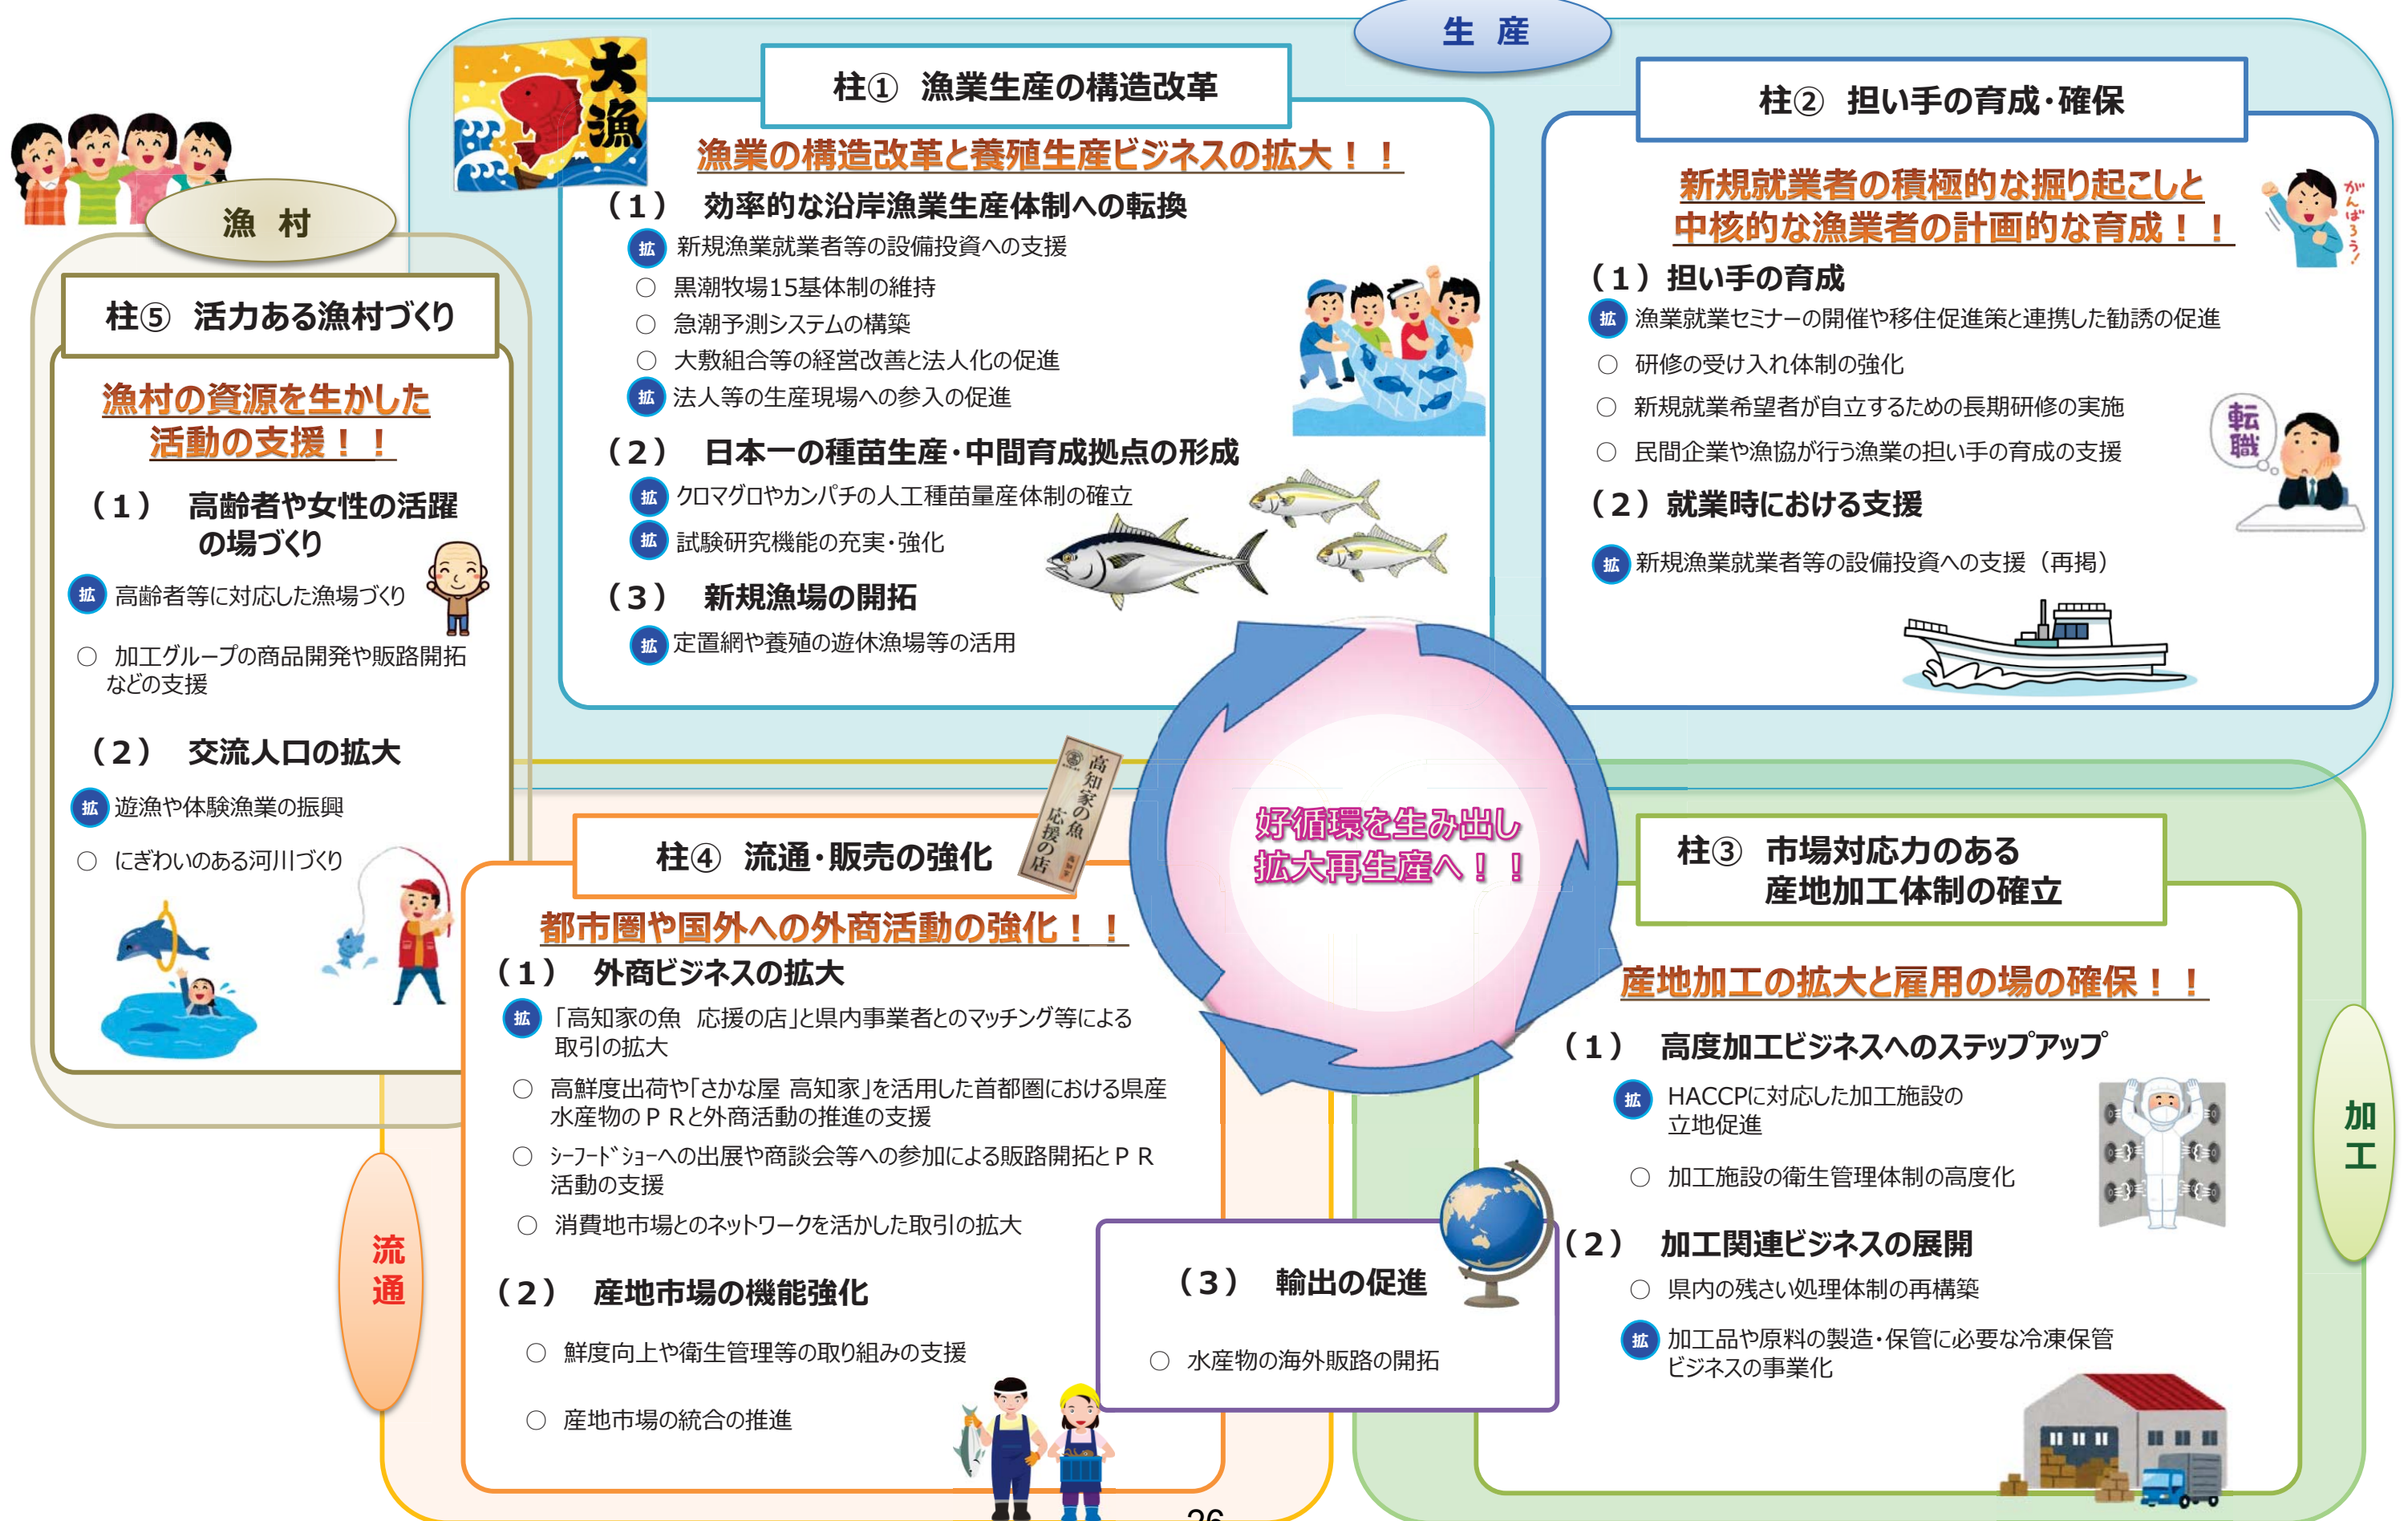 生 産
大漁
柱① 漁業生産の構造改革
漁業の構造改革と養殖生産ビジネスの拡大！！
（１） 効率的な沿岸漁業生産体制への転換
拡 新規漁業就業者等の設備投資への支援
○ 黒潮牧場15基体制の維持
○ 急潮予測システムの構築
○ 大敷組合等の経営改善と法人化の促進
拡 法人等の生産現場への参入の促進
（２） 日本一の種苗生産・中間育成拠点の形成
拡 クロマグロやカンパチの人工種苗量産体制の確立
拡 試験研究機能の充実・強化
（３） 新規漁場の開拓
拡 定置網や養殖の遊休漁場等の活用
柱② 担い手の育成・確保
新規就業者の積極的な掘り起こしと
中核的な漁業者の計画的な育成！！
がんばろう！
（１）担い手の育成
拡 漁業就業セミナーの開催や移住促進策と連携した勧誘の促進
○ 研修の受け入れ体制の強化
○ 新規就業希望者が自立するための長期研修の実施
○ 民間企業や漁協が行う漁業の担い手の育成の支援
転職
（２）就業時における支援
拡 新規漁業就業者等の設備投資への支援（再掲）
漁 村
柱⑤ 活力ある漁村づくり
漁村の資源を生かした
活動の支援！！
（１） 高齢者や女性の活躍
の場づくり
拡 高齢者等に対応した漁場づくり
○ 加工グループの商品開発や販路開拓
などの支援
（２） 交流人口の拡大
拡 遊漁や体験漁業の振興
○ にぎわいのある河川づくり
好循環を生み出し
拡大再生産へ！！
高知家の魚
応援の店
柱④ 流通・販売の強化
都市圏や国外への外商活動の強化！！
（１） 外商ビジネスの拡大
拡 「高知家の魚 応援の店」と県内事業者とのマッチング等による
取引の拡大
○ 高鮮度出荷や「さかな屋 高知家」を活用した首都圏における県産
水産物のＰＲと外商活動の推進の支援
○ ｼｰﾌｰﾄﾞｼｮｰへの出展や商談会等への参加による販路開拓とＰＲ
活動の支援
○ 消費地市場とのネットワークを活かした取引の拡大
（２） 産地市場の機能強化
○ 鮮度向上や衛生管理等の取り組みの支援
○ 産地市場の統合の推進
流通
（３） 輸出の促進
○ 水産物の海外販路の開拓
柱③ 市場対応力のある
産地加工体制の確立
産地加工の拡大と雇用の場の確保！！
（１） 高度加工ビジネスへのステップアップ
拡 HACCPに対応した加工施設の
立地促進
○ 加工施設の衛生管理体制の高度化
（２） 加工関連ビジネスの展開
○ 県内の残さい処理体制の再構築
拡 加工品や原料の製造・保管に必要な冷凍保管
ビジネスの事業化
加工
26